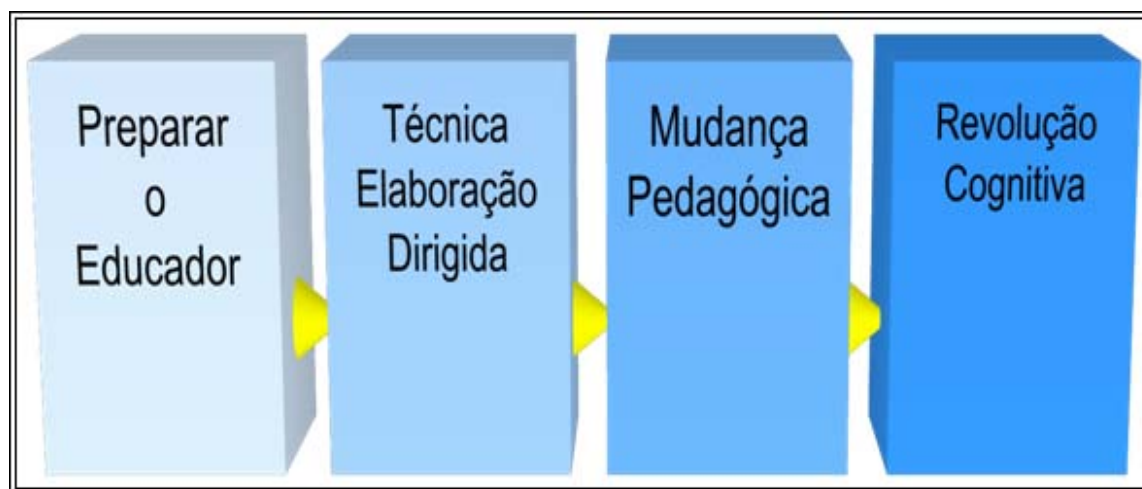 Preparar
o
Educador
Técnica
Elaboração
Dirigida
Mudança
Pedagógica
Revolução
Cognitiva